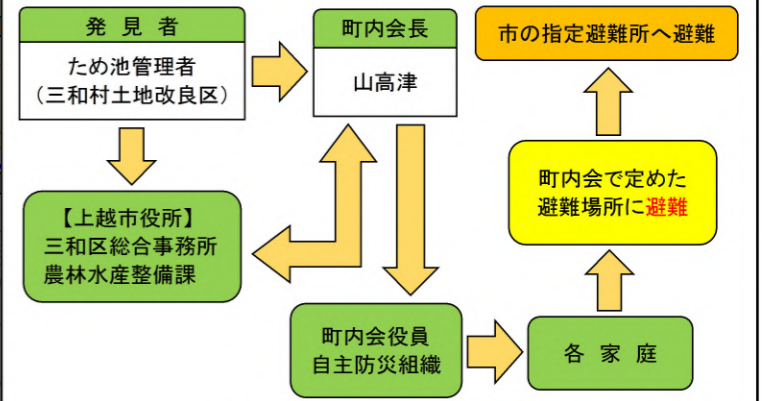 発見者
ため池管理者
（三和村土地改良区）
町内会長
山高津
市の指定避難所へ避難
町内会で定めた
避難場所に避難
【上越市役所】
三和区総合事務所
農林水産整備課
町内会役員
自主防災組織
各家庭